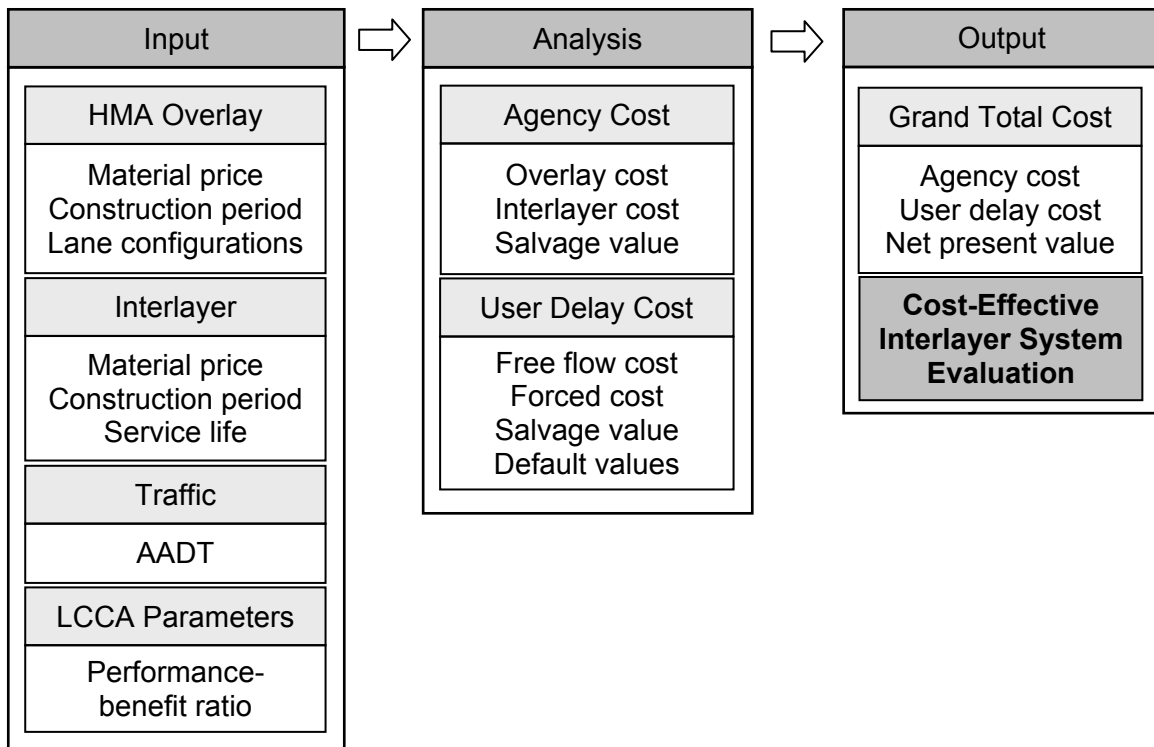 Input
HMA Overlay
Material price
Construction period
Lane configurations
Interlayer
Material price
Construction period
Service life
Traffic
AADT
LCCA Parameters
Performance-
benefit ratio
Analysis
Agency Cost
Overlay cost
Interlayer cost
Salvage value
User Delay Cost
Free flow cost
Forced cost
Salvage value
Default values
Output
Grand Total Cost
Agency cost
User delay cost
Net present value
Cost-Effective
Interlayer System
Evaluation